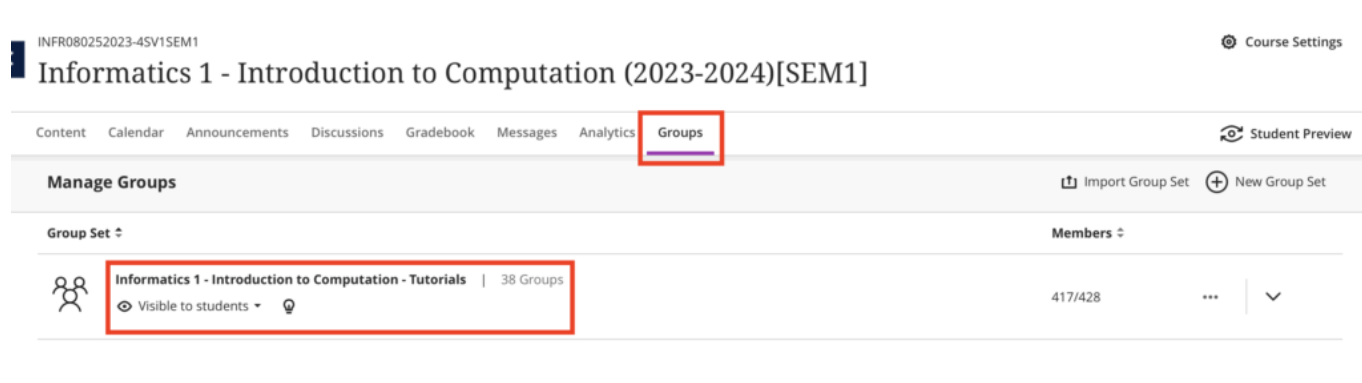 INFR080252023-4SV1SEM1
Course Settings
Informatics 1 - Introduction to Computation (2023-2024)[SEM1]
Content Calendar Announcements Discussions Gradebook Messages Analytics Groups
Student Preview
Manage Groups
Import Group Set
New Group Set
Group Set
Members
Informatics 1 - Introduction to Computation - Tutorials | 38 Groups
Visible to students
417/428